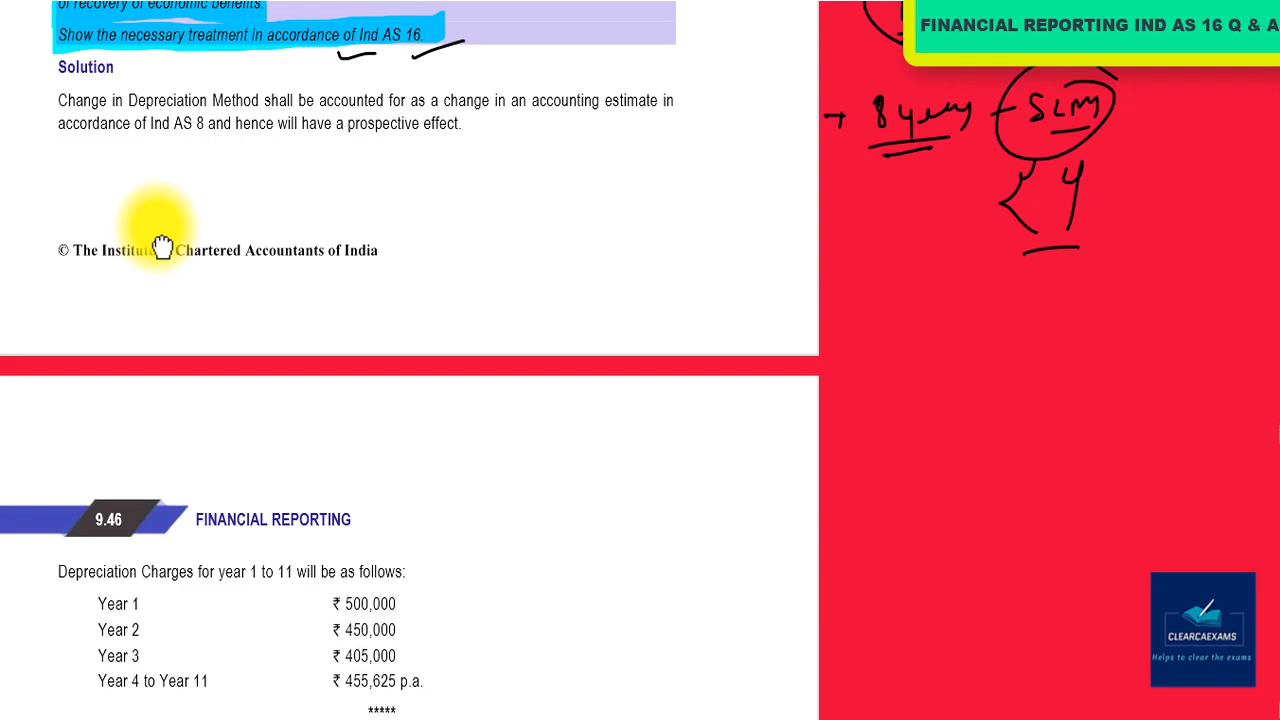 of recovery of economic benefits.
Show the necessary treatment in accordance of Ind AS 16.
FINANCIAL REPORTING IND AS 16 Q & A
Solution
Change in Depreciation Method shall be accounted for as a change in an accounting estimate in
accordance of Ind AS 8 and hence will have a prospective effect.
→ 8 years - SLM
4
© The Institut Chartered Accountants of India
9.46 FINANCIAL REPORTING
Depreciation Charges for year 1 to 11 will be as follows:
Year 1 ₹ 500,000
Year 2 ₹ 450,000
Year 3 ₹ 405,000
Year 4 to Year 11 ₹ 455,625 p.a.
*****
CLEARCAEXAMS
Helps to clear the exams